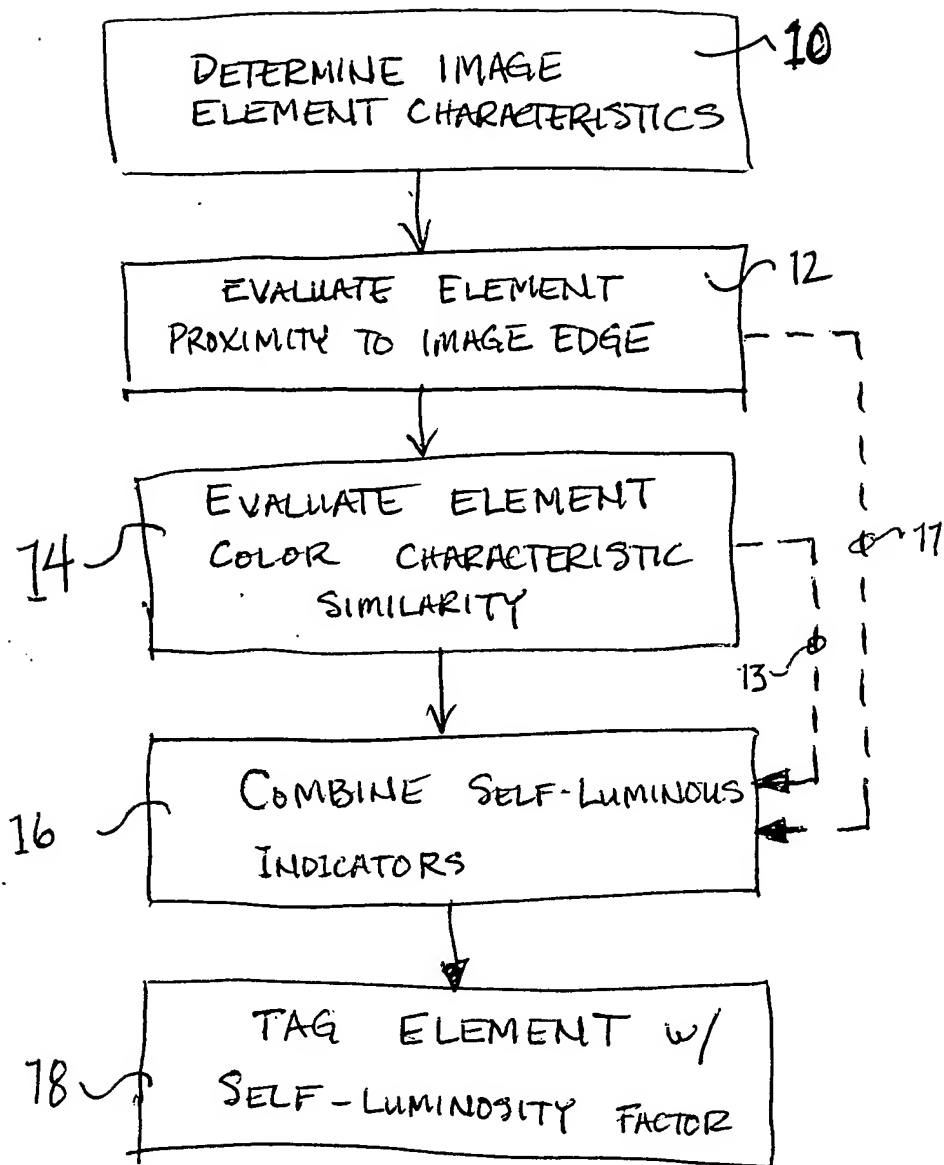 10
DETERMINE IMAGE
ELEMENT CHARACTERISTICS
12
EVALUATE ELEMENT
PROXIMITY TO IMAGE EDGE
14
EVALUATE ELEMENT
COLOR CHARACTERISTIC
SIMILARITY
11
13
16
COMBINE SELF-LUMINOUS
INDICATORS
18
TAG ELEMENT w/
SELF-LUMINOSITY FACTOR